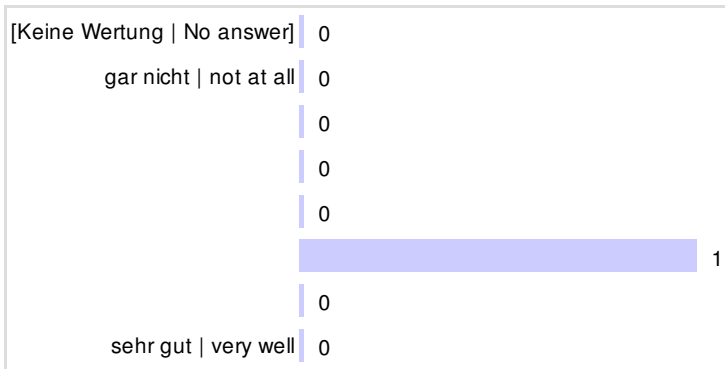 [Keine Wertung | No answer] 0
gar nicht | not at all 0
0
0
0
1
0
sehr gut | very well 0